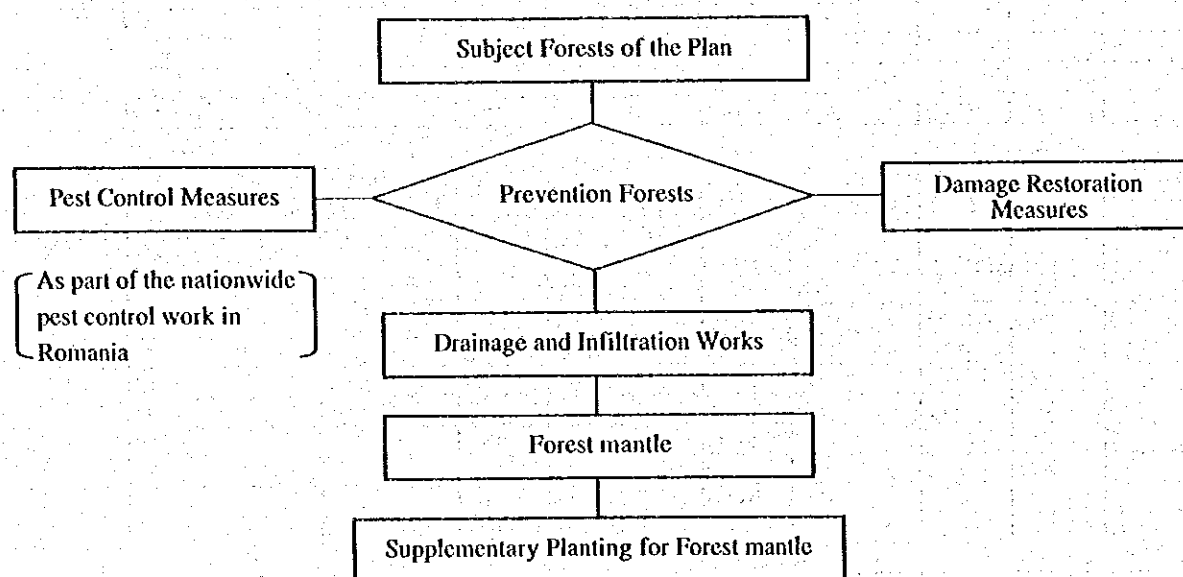 Subject Forests of the Plan
Pest Control Measures
Prevention Forests
Damage Restoration
Measures
As part of the nationwide
pest control work in
Romania
Drainage and Infiltration Works
Forest mantle
Supplementary Planting for Forest mantle